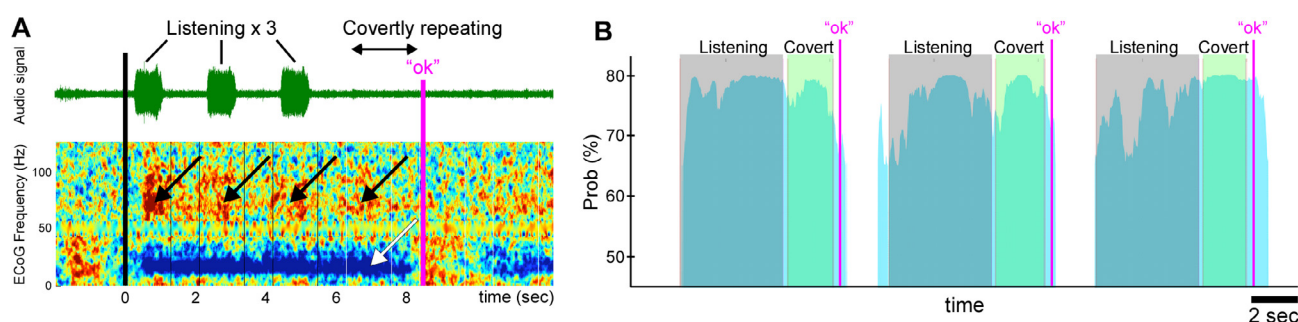 A
Listening x 3
Covertly repeating
"ok"
Audio signal
ECoG Frequency (Hz)
100
50
0
0 2 4 6 8 time (sec)
B
"ok" "ok" "ok"
Listening Covert Listening Covert Listening Covert
Prob (%)
80
70
60
50
time
2 sec